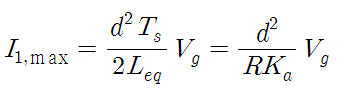 I_{1,max} = \frac{d^2 T_s}{2L_{eq}} V_g = \frac{d^2}{RK_a} V_g